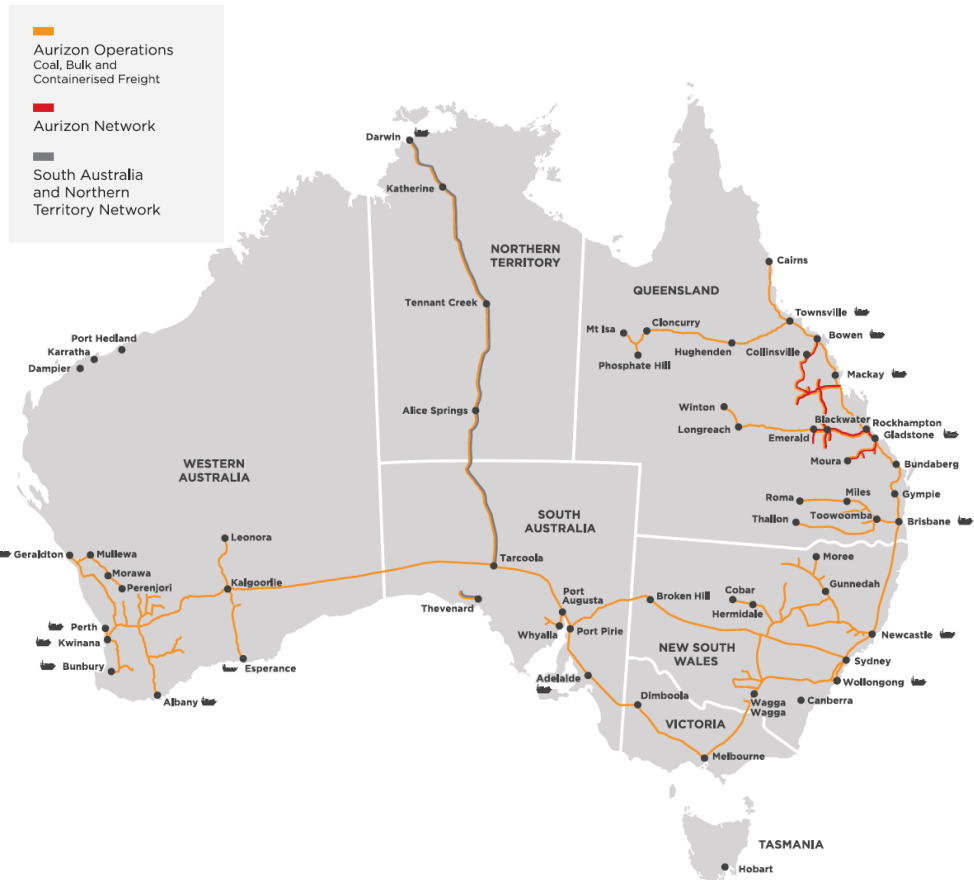 Aurizon Operations
Coal, Bulk and
Containerised Freight
Aurizon Network
South Australia
and Northern
Territory Network
Darwin
Katherine
NORTHERN
TERRITORY
Tennant Creek
Alice Springs
QUEENSLAND
Cairns
Townsville
Bowen
Mt Isa
Cloncurry
Phosphate Hill
Hughenden
Collinsville
Mackay
Winton
Longreach
Blackwater
Emerald
Rockhampton
Gladstone
Moura
Bundaberg
Gympie
Roma
Miles
Thallon
Toowoomba
Brisbane
Port Hedland
Karratha
Dampier
WESTERN
AUSTRALIA
Leonora
Geraldton
Mullewa
Morawa
Perenjori
Kalgoorlie
Perth
Kwinana
Bunbury
Esperance
Albany
SOUTH
AUSTRALIA
Tarcoola
Thevenard
Port
Augusta
Whyalla
Port Pirie
Adelaide
Broken Hill
Cobar
Hermidale
Moree
Gunnedah
Newcastle
NEW SOUTH
WALES
Sydney
Wollongong
Wagga
Wagga
Canberra
Dimboola
VICTORIA
Melbourne
TASMANIA
Hobart